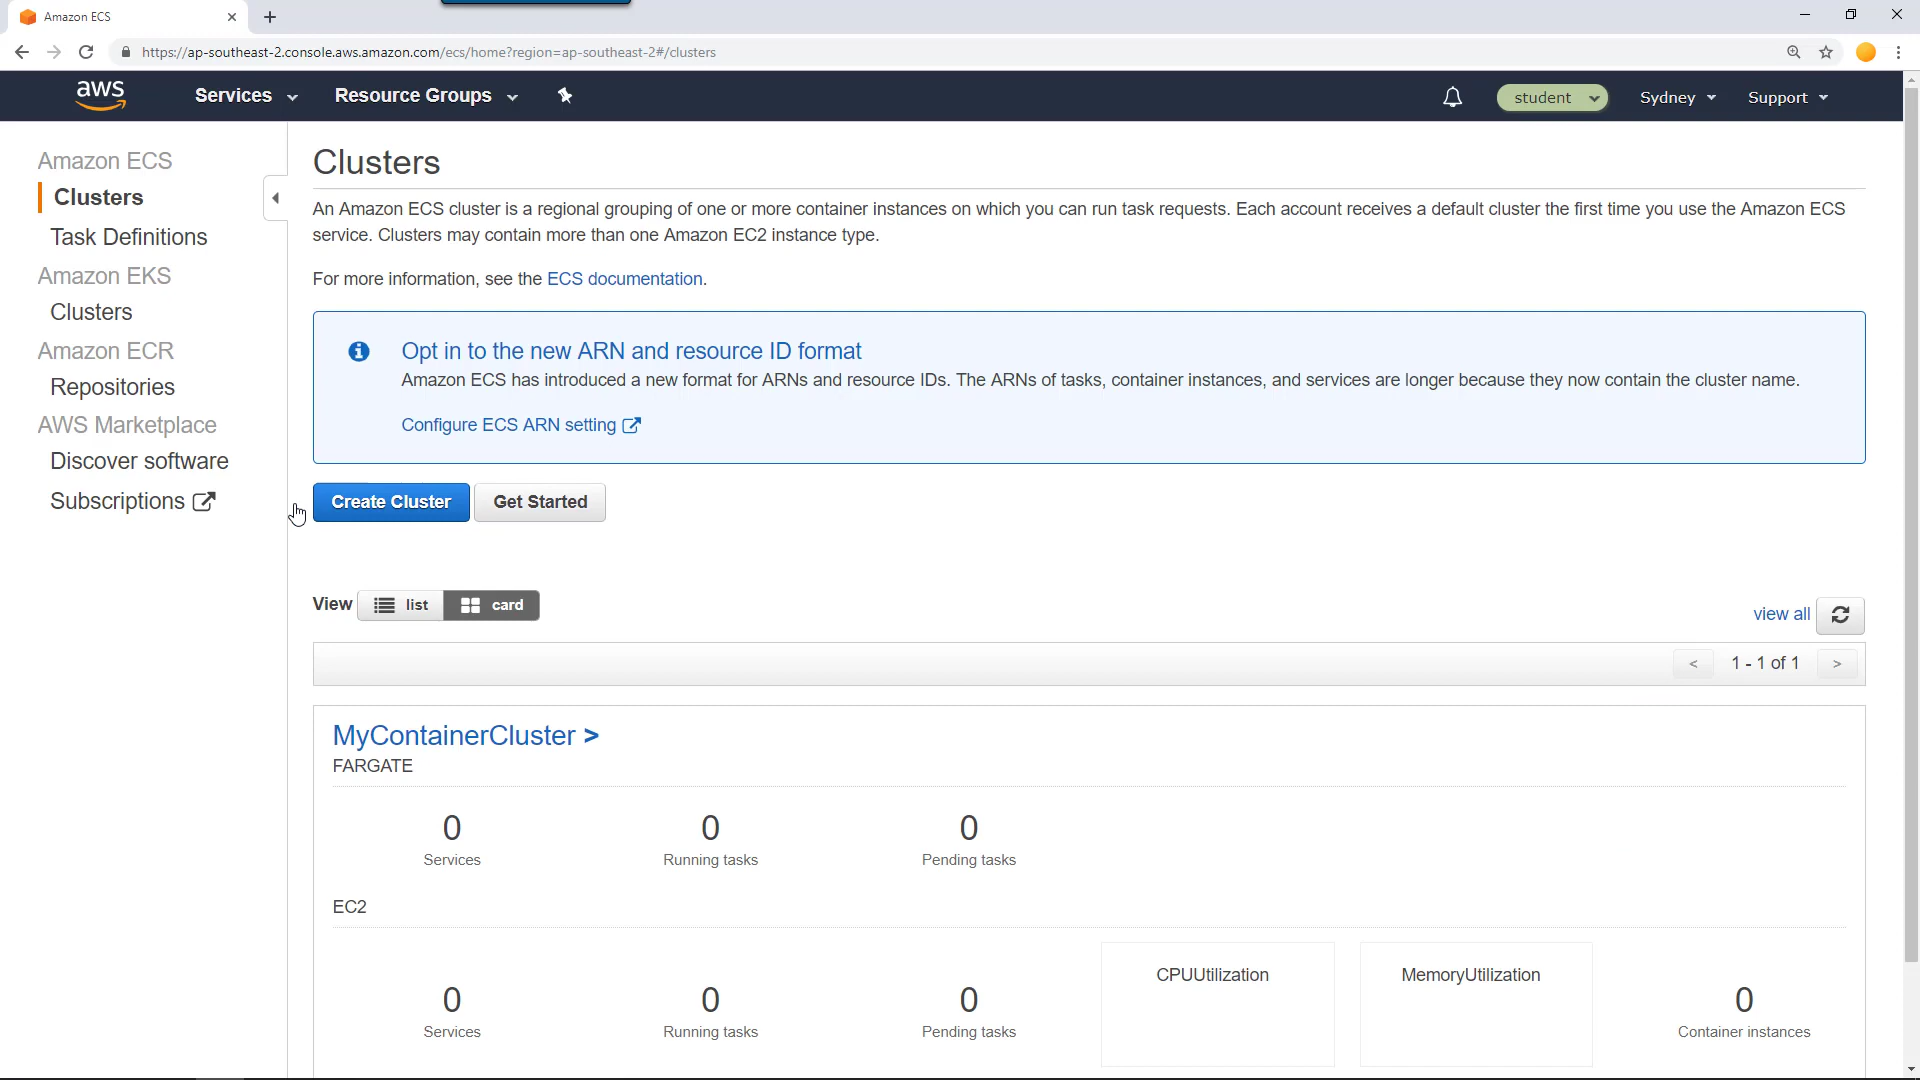 Amazon ECS
https://ap-southeast-2.console.aws.amazon.com/ecs/home?region=ap-southeast-2#/clusters
aws
Services
Resource Groups
student
Sydney
Support
Amazon ECS
Clusters
Task Definitions
Amazon EKS
Clusters
Amazon ECR
Repositories
AWS Marketplace
Discover software
Subscriptions
Clusters
An Amazon ECS cluster is a regional grouping of one or more container instances on which you can run task requests. Each account receives a default cluster the first time you use the Amazon ECS
service. Clusters may contain more than one Amazon EC2 instance type.
For more information, see the ECS documentation.
Opt in to the new ARN and resource ID format
Amazon ECS has introduced a new format for ARNs and resource IDs. The ARNs of tasks, container instances, and services are longer because they now contain the cluster name.
Configure ECS ARN setting
Create Cluster
Get Started
View
list
card
view all
< 1 - 1 of 1 >
MyContainerCluster >
FARGATE
0
Services
0
Running tasks
0
Pending tasks
EC2
0
Services
0
Running tasks
0
Pending tasks
CPUUtilization
MemoryUtilization
0
Container instances